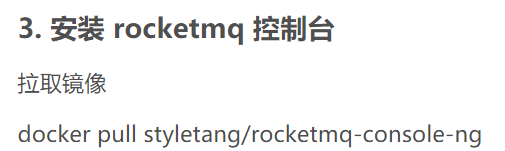 3. 安装 rocketmq 控制台
拉取镜像
docker pull styletang/rocketmq-console-ng